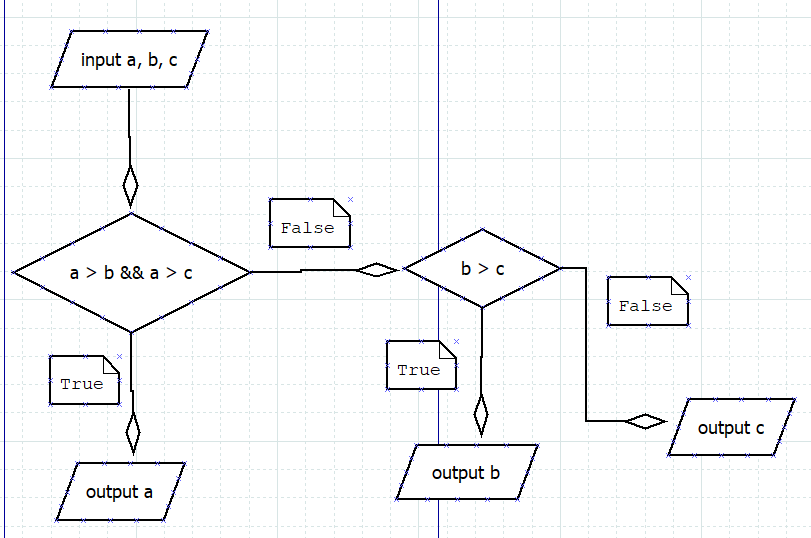 input a, b, c
False
a > b && a > c
b > c
False
True
True
output c
output b
output a